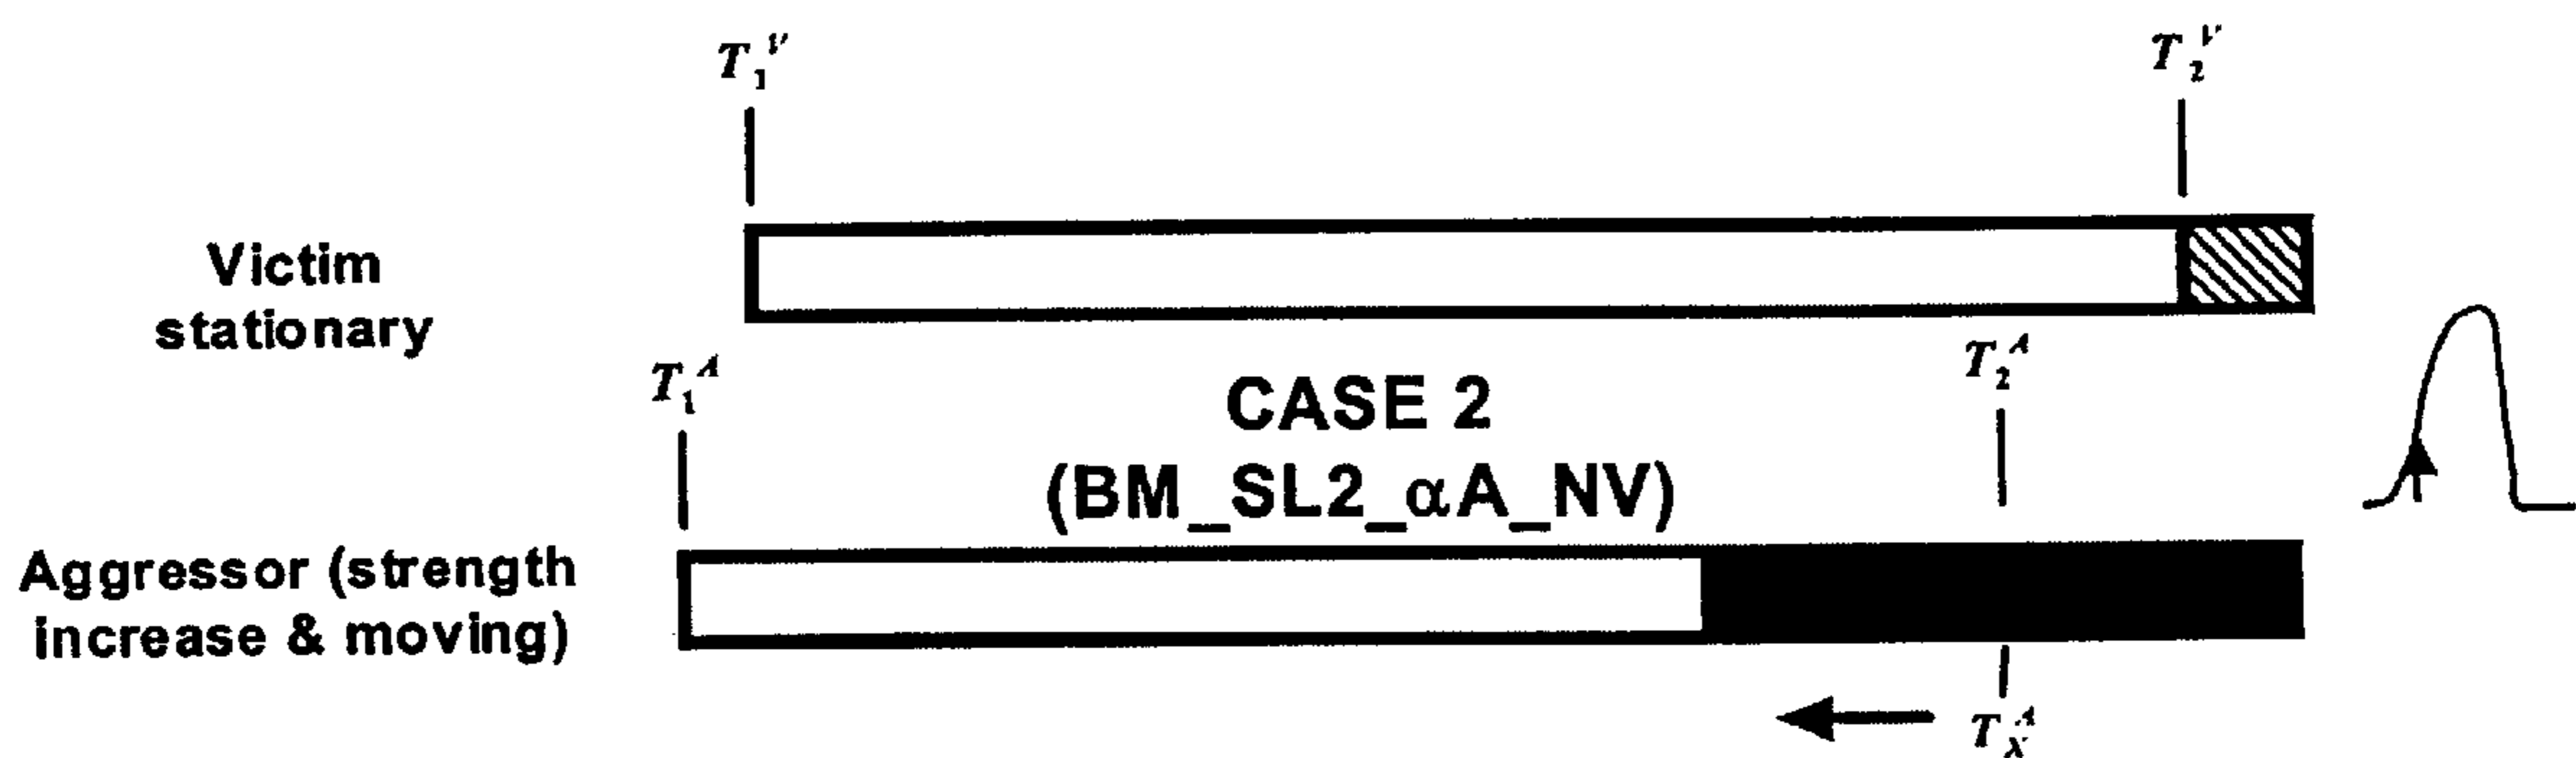 T₁ⱽ
T₂ⱽ
Victim
stationary
T₁ᴬ
T₂ᴬ
CASE 2
(BM_SL2_αA_NV)
Aggressor (strength
increase & moving)
Tₓᴬ